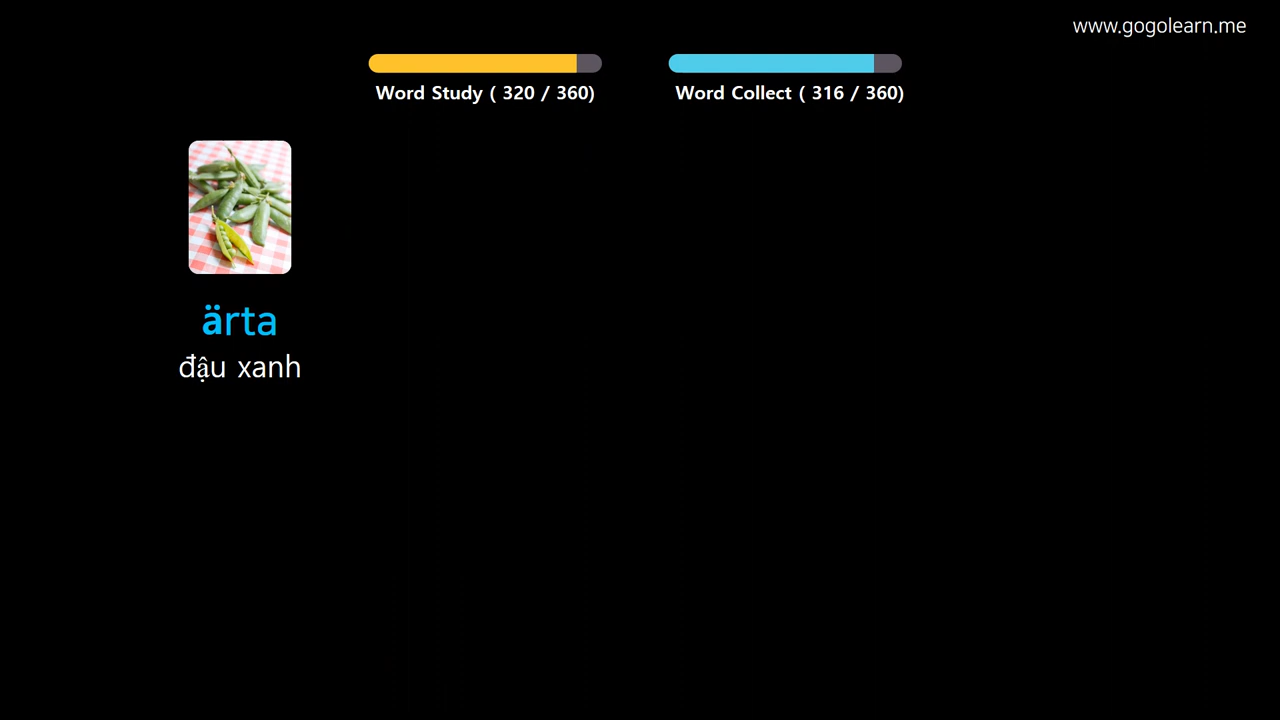 www.gogolearn.me
Word Study ( 320 / 360)
Word Collect ( 316 / 360)
ärta
đậu xanh